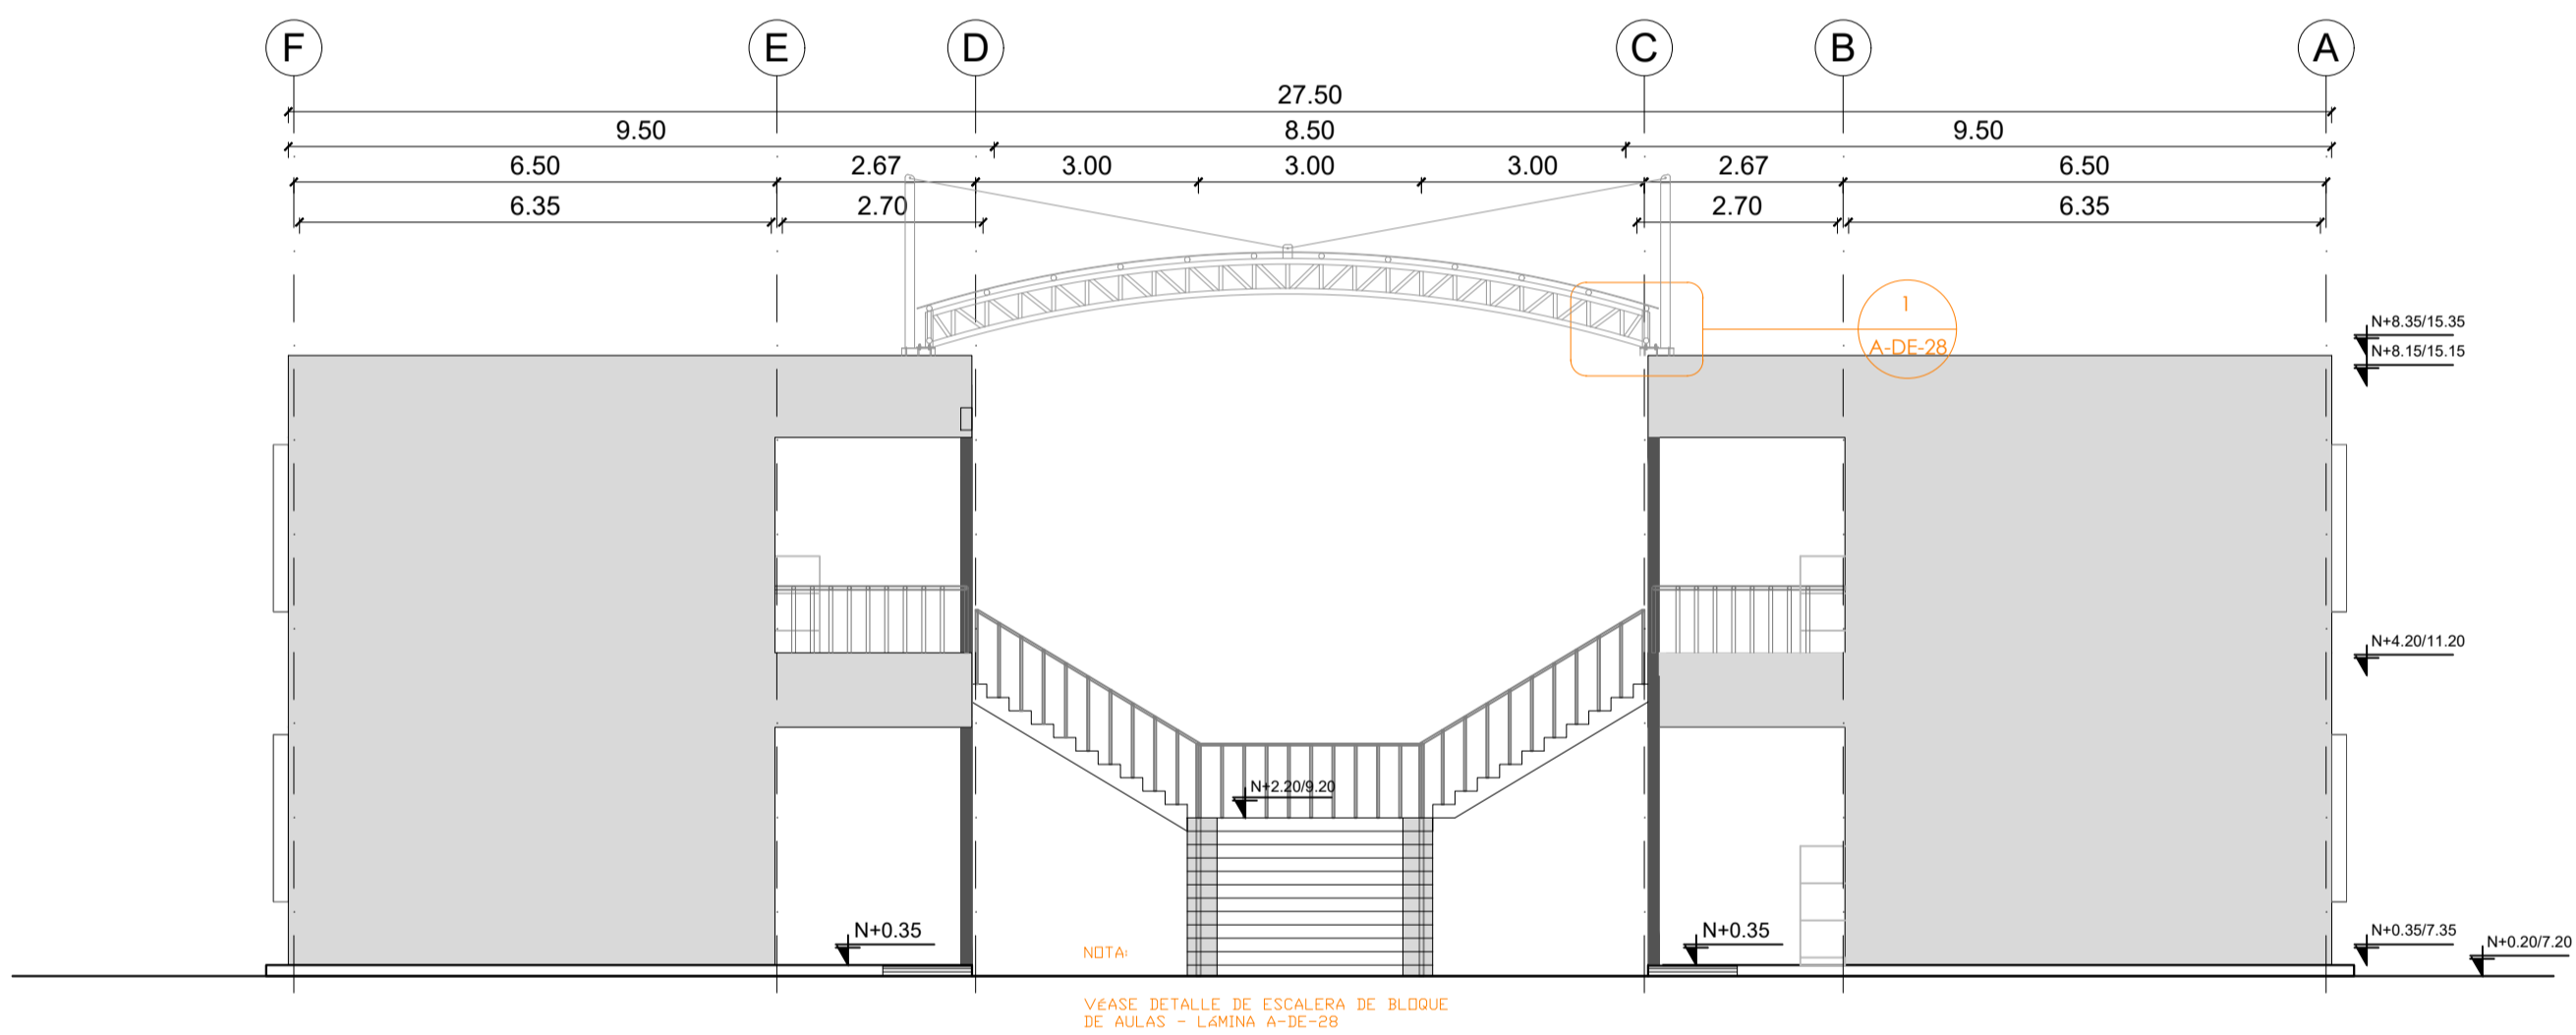 F E D C B A
27.50
9.50 8.50 9.50
6.50 2.67 3.00 3.00 3.00 2.67 6.50
6.35 2.70 2.70 6.35
1
A-DE-28
N+8.35/15.35
N+8.15/15.15
N+4.20/11.20
N+2.20/9.20
N+0.35 N+0.35 N+0.35/7.35
N+0.20/7.20
NOTA:
VÉASE DETALLE DE ESCALERA DE BLOQUE
DE AULAS - LÁMINA A-DE-28